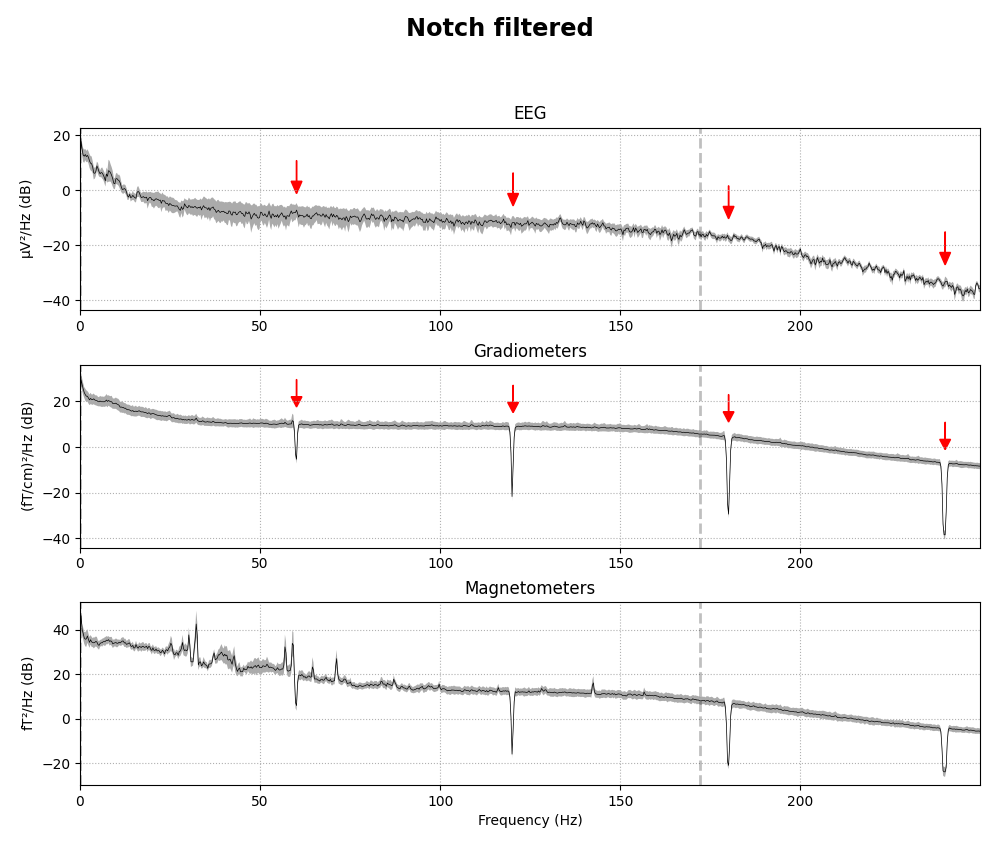 Notch filtered
EEG
µV²/Hz (dB)
20
0
−20
−40
0 50 100 150 200
Gradiometers
(fT/cm)²/Hz (dB)
20
0
−20
−40
0 50 100 150 200
Magnetometers
fT²/Hz (dB)
40
20
0
−20
0 50 100 150 200
Frequency (Hz)